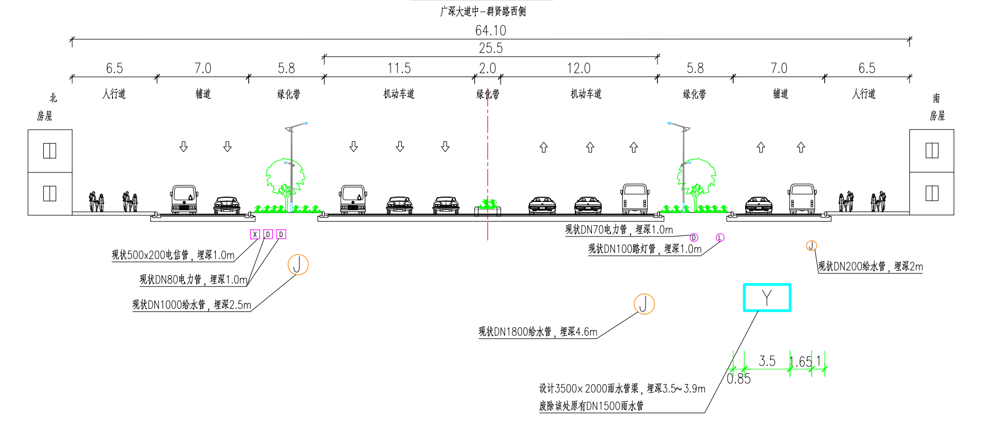 广深大道中-群贤路西侧
64.10
25.5
6.5 7.0 5.8 11.5 2.0 12.0 5.8 7.0 6.5
人行道 辅道 绿化带 机动车道 绿化带 机动车道 绿化带 辅道 人行道
北 南
房屋 房屋
X D D
现状DN70电力管，埋深1.0m
D L
现状500x200电信管，埋深1.0m
现状DN100路灯管，埋深1.0m
J
J
现状DN200给水管，埋深2m
现状DN80电力管，埋深1.0m
现状DN1000给水管，埋深2.5m
Y
J
现状DN1800给水管，埋深4.6m
3.5 1.65 1
0.85
设计3500×2000雨水管渠，埋深3.5~3.9m
废除该处原有DN1500雨水管